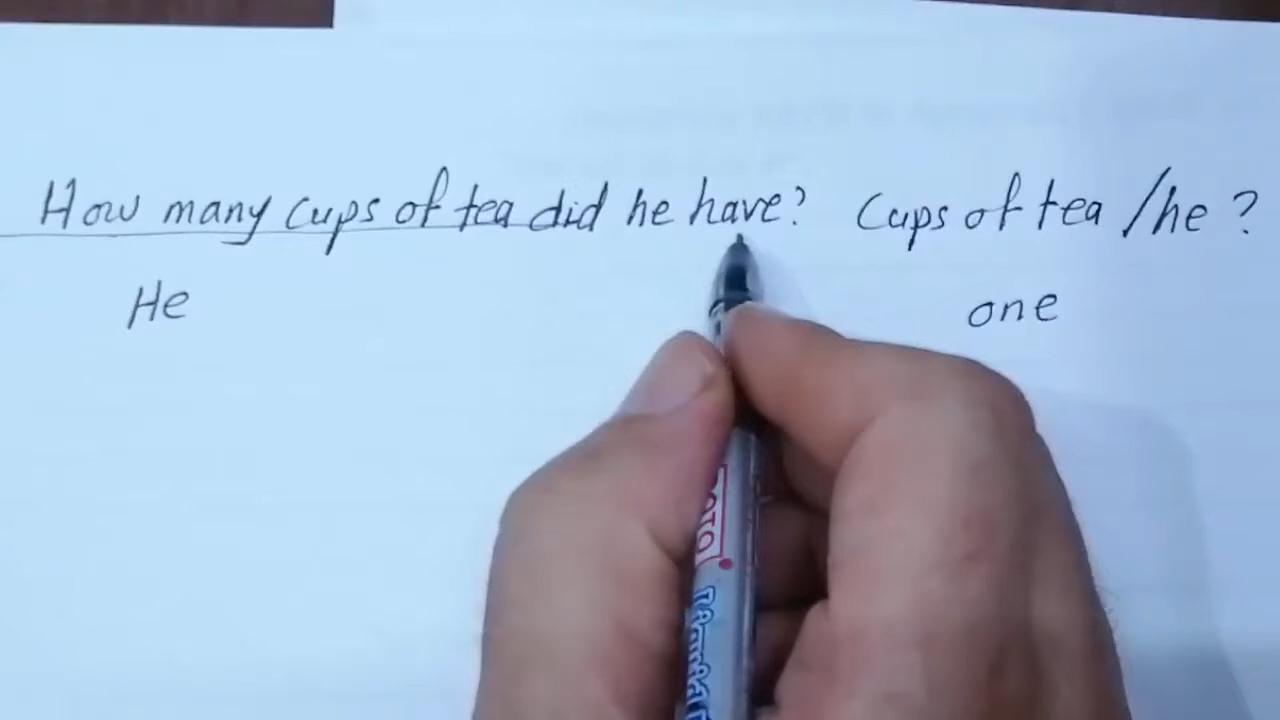 How many cups of tea did he have? Cups of tea /he ?
He one